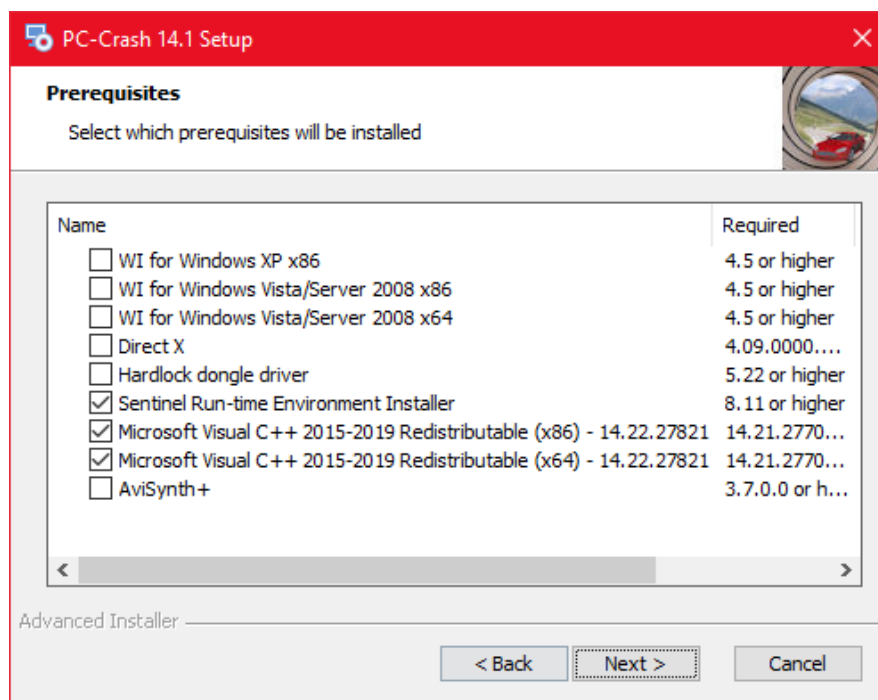 PC-Crash 14.1 Setup
Prerequisites
Select which prerequisites will be installed
Name Required
WI for Windows XP x86 4.5 or higher
WI for Windows Vista/Server 2008 x86 4.5 or higher
WI for Windows Vista/Server 2008 x64 4.5 or higher
Direct X 4.09.0000....
Hardlock dongle driver 5.22 or higher
Sentinel Run-time Environment Installer 8.11 or higher
Microsoft Visual C++ 2015-2019 Redistributable (x86) - 14.22.27821 14.21.2770...
Microsoft Visual C++ 2015-2019 Redistributable (x64) - 14.22.27821 14.21.2770...
AviSynth+ 3.7.0.0 or h...
Advanced Installer
< Back Next > Cancel